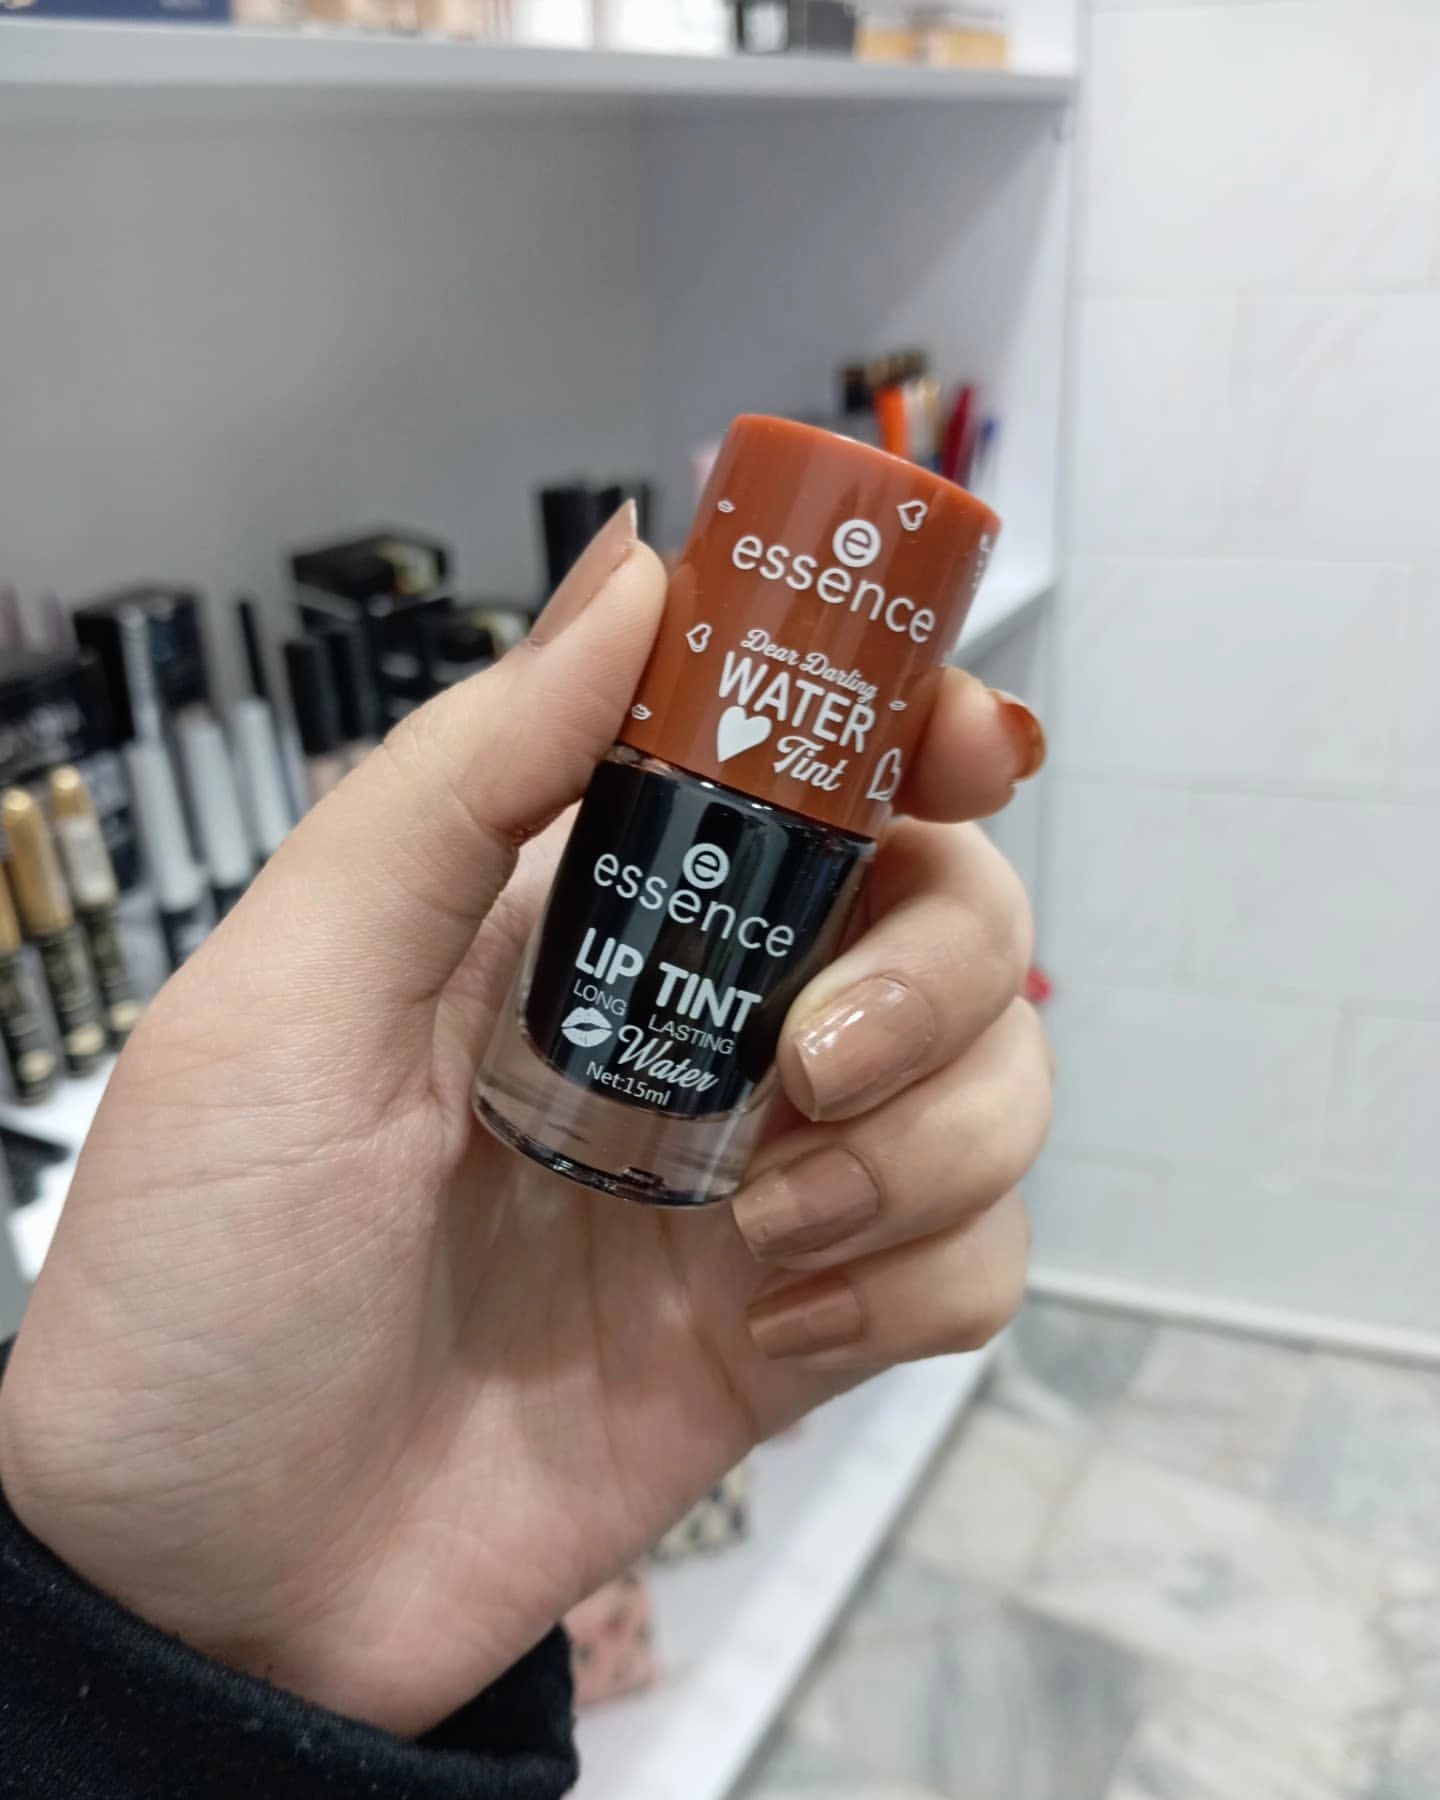 e
essence
Dear Darling
WATER
Tint
e
essence
LIP TINT
LONG LASTING
Water
Net:15ml